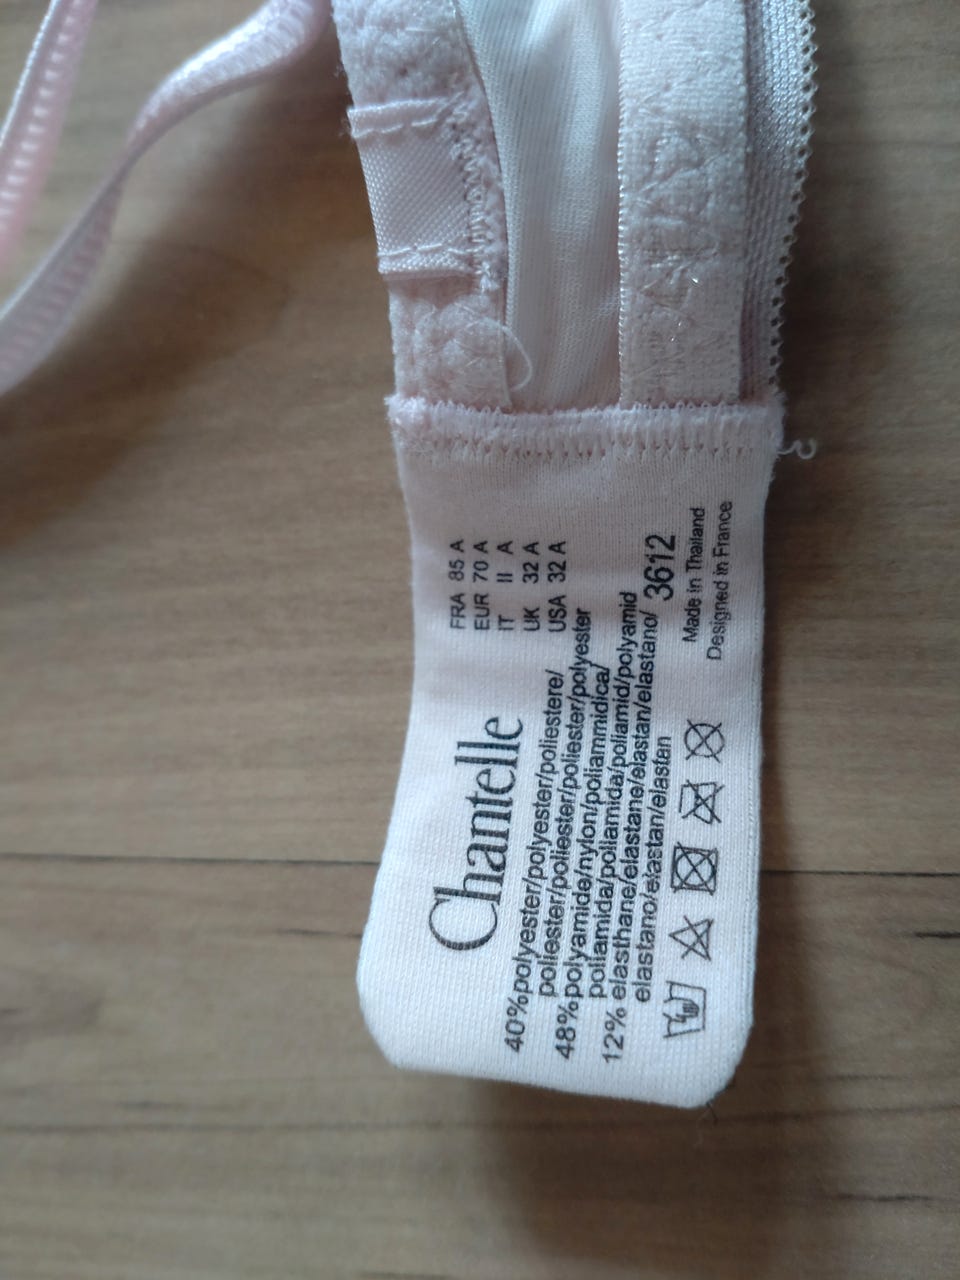 Chantelle
FRA 85 A
EUR 70 A
IT II A
UK 32 A
USA 32 A
40%polyester/polyester/poliestere/
poliester/poliester/poliester/polyester
48%polyamide/nylon/poliammidica/
poliamida/poliamida/poliamid/polyamid
12% elasthane/elastane/elastan/elastano/
elastano/elastan/elastan
3612
Made in Thailand
Designed in France